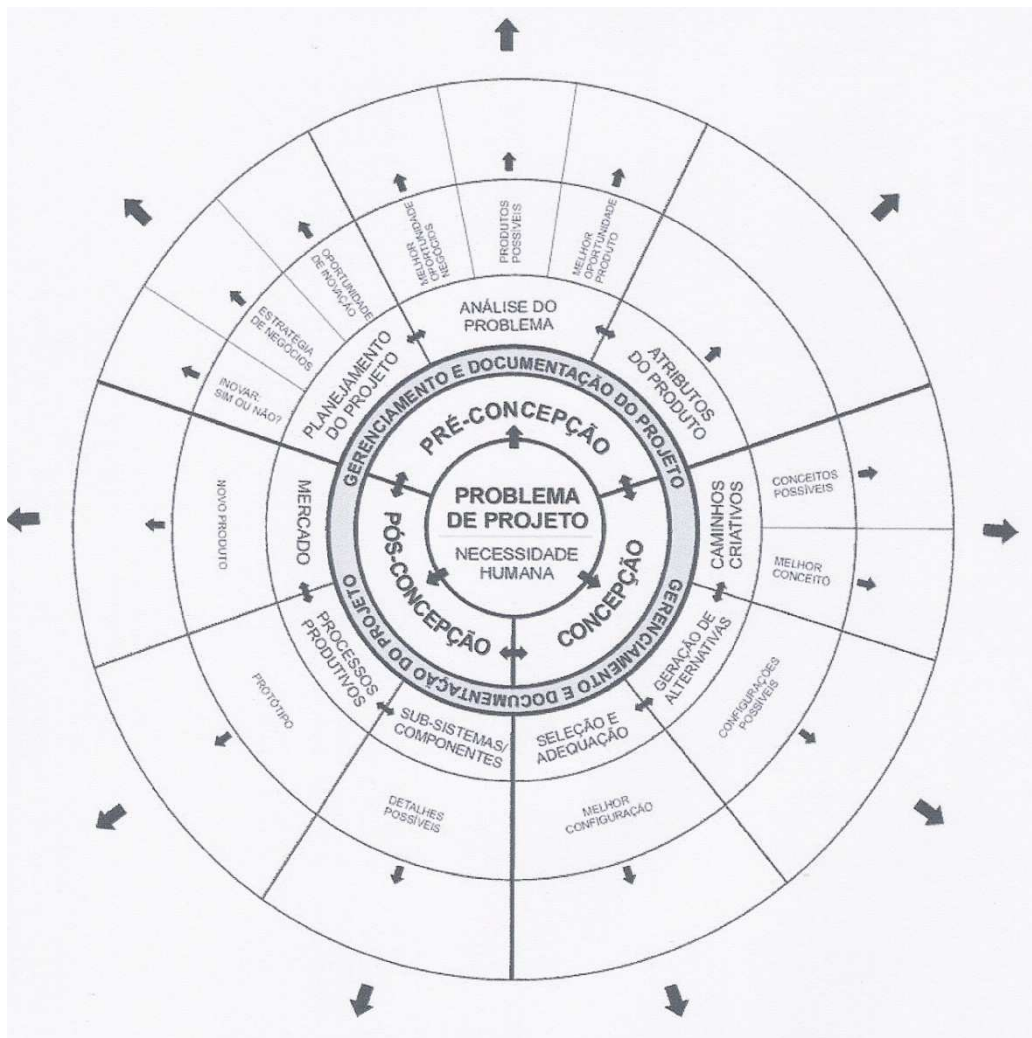 PROBLEMA
DE PROJETO
NECESSIDADE
HUMANA
PRÉ-CONCEPÇÃO
CONCEPÇÃO
PÓS-CONCEPÇÃO
GERENCIAMENTO E DOCUMENTAÇÃO DO PROJETO
GERENCIAMENTO E DOCUMENTAÇÃO DO PROJETO
PLANEJAMENTO
DO PROJETO
ANÁLISE DO
PROBLEMA
ATRIBUTOS
DO PRODUTO
CAMINHOS
CRIATIVOS
GERAÇÃO DE
ALTERNATIVAS
SELEÇÃO E
ADEQUAÇÃO
SUB-SISTEMAS/
COMPONENTES
PROCESSOS
PRODUTIVOS
MERCADO
INOVAR:
SIM OU NÃO?
ESTRATÉGIA
DE NEGÓCIOS
OPORTUNIDADE
DE INOVAÇÃO
MELHOR
OPORTUNIDADE
NEGÓCIOS
PRODUTOS
POSSÍVEIS
MELHOR
OPORTUNIDADE
PRODUTO
CONCEITOS
POSSÍVEIS
MELHOR
CONCEITO
CONFIGURAÇÕES
POSSÍVEIS
MELHOR
CONFIGURAÇÃO
DETALHES
POSSÍVEIS
PROTÓTIPO
NOVO PRODUTO